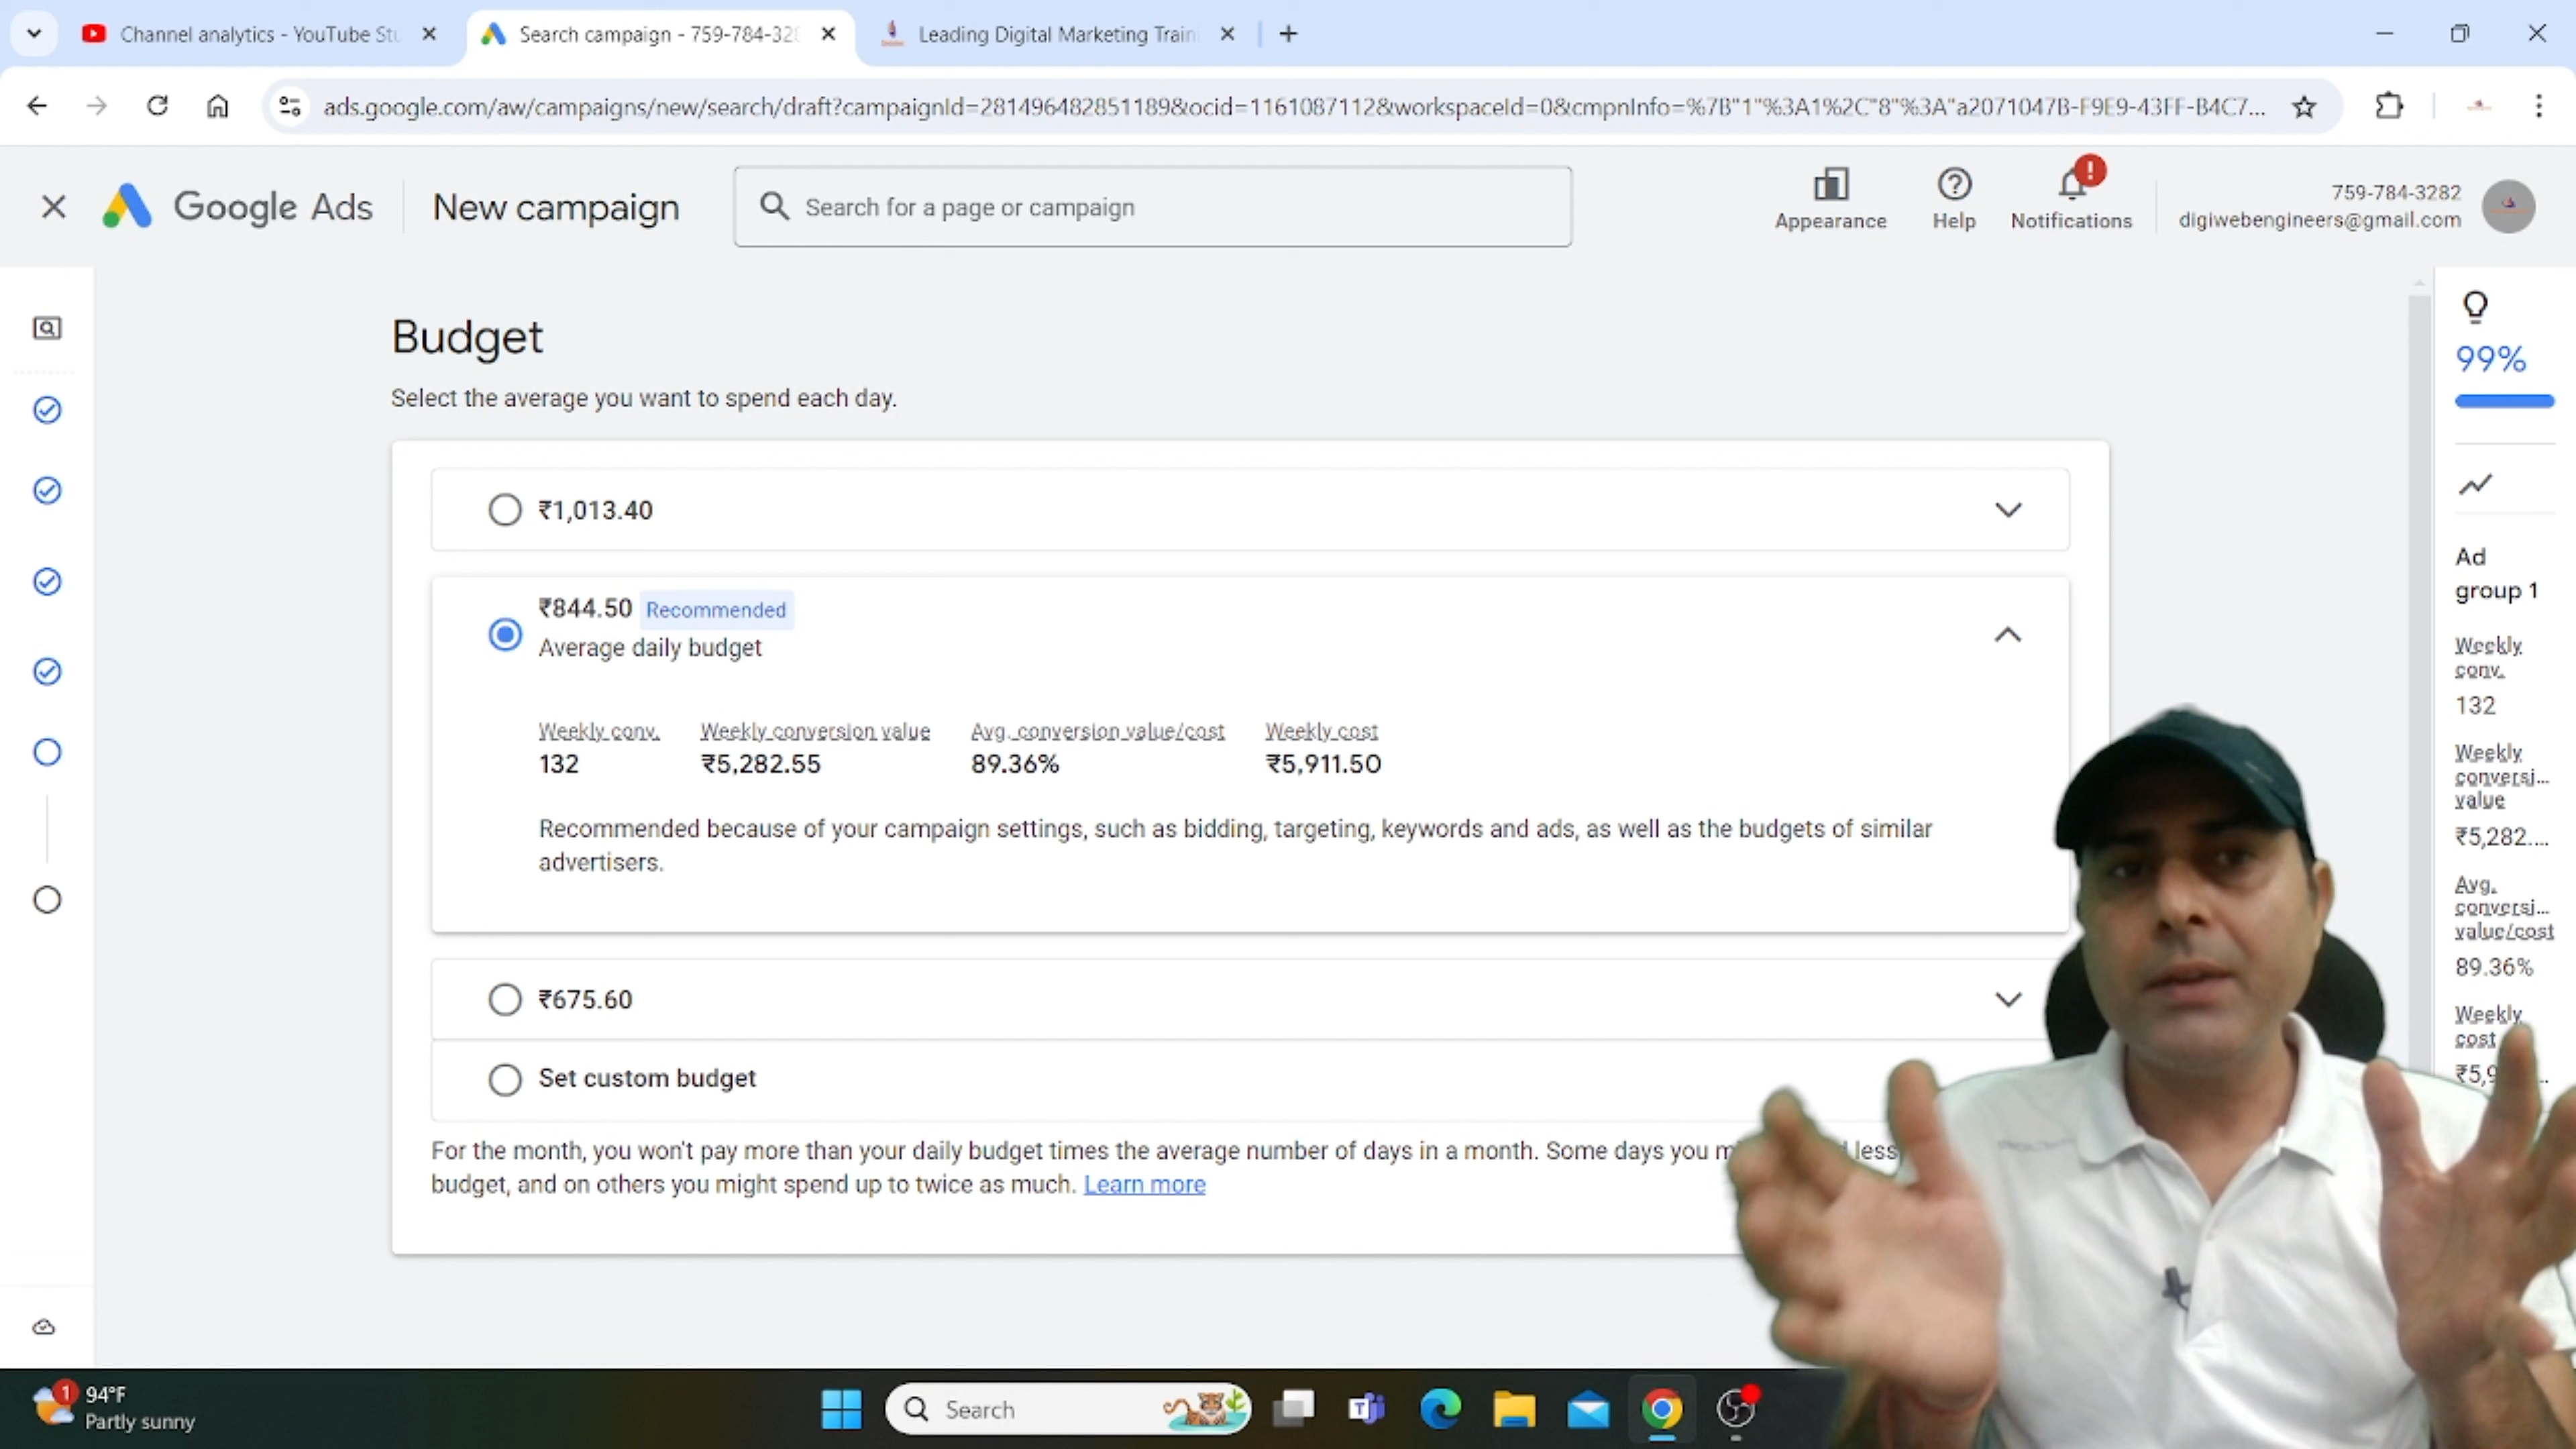 Channel analytics - YouTube Stu
Search campaign - 759-784-328
Leading Digital Marketing Train
ads.google.com/aw/campaigns/new/search/draft?campaignId=281496482851189&ocid=1161087112&workspaceId=0&cmpnInfo=%7B"1"%3A1%2C"8"%3A"a2071047B-F9E9-43FF-B4C7...
Google Ads
New campaign
Search for a page or campaign
Appearance
Help
!
Notifications
759-784-3282
digiwebengineers@gmail.com
Budget
Select the average you want to spend each day.
₹1,013.40
₹844.50 Recommended
Average daily budget
Weekly conv. Weekly conversion value Avg. conversion value/cost Weekly cost
132 ₹5,282.55 89.36% ₹5,911.50
Recommended because of your campaign settings, such as bidding, targeting, keywords and ads, as well as the budgets of similar
advertisers.
₹675.60
Set custom budget
For the month, you won't pay more than your daily budget times the average number of days in a month. Some days you less
budget, and on others you might spend up to twice as much. Learn more
99%
Ad
group 1
Weekly
conv.
132
Weekly
conversi...
value
₹5,282....
Avg.
conversi...
value/cost
89.36%
Weekly
cost
₹5,9
1
94°F
Partly sunny
Search